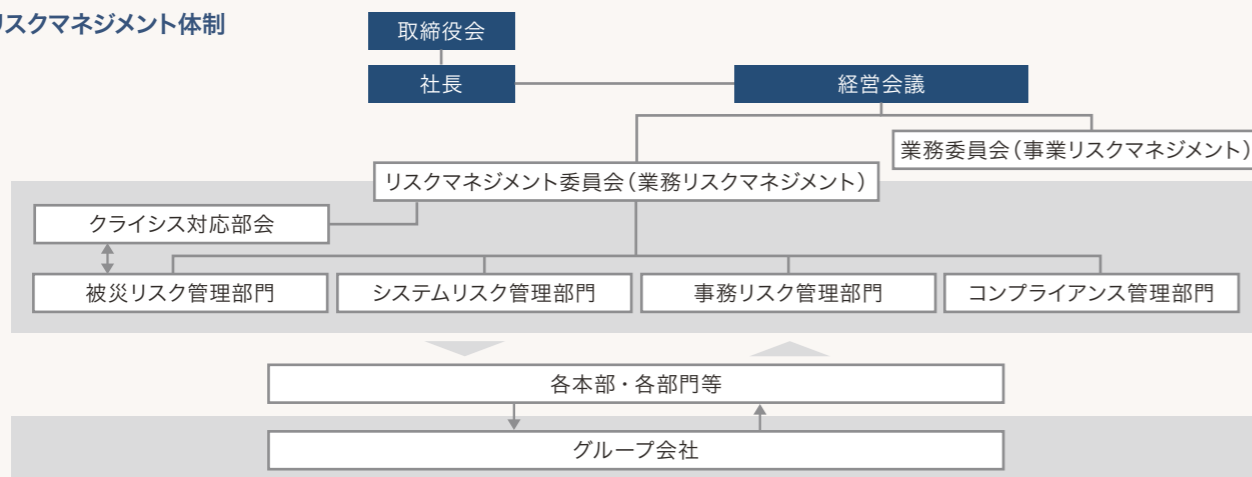 リスクマネジメント体制
取締役会
社長
経営会議
業務委員会（事業リスクマネジメント）
リスクマネジメント委員会（業務リスクマネジメント）
クライシス対応部会
被災リスク管理部門
システムリスク管理部門
事務リスク管理部門
コンプライアンス管理部門
各本部・各部門等
グループ会社